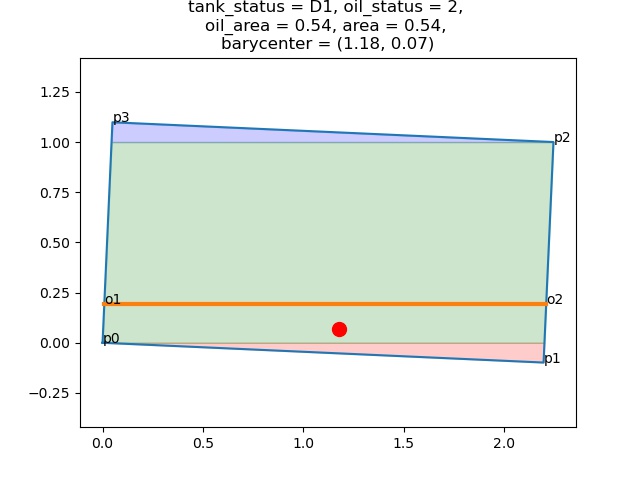 tank_status = D1, oil_status = 2,
oil_area = 0.54, area = 0.54,
barycenter = (1.18, 0.07)
1.25
1.00
0.75
0.50
0.25
0.00
−0.25
p3
p2
o1
o2
p0
p1
0.0
0.5
1.0
1.5
2.0